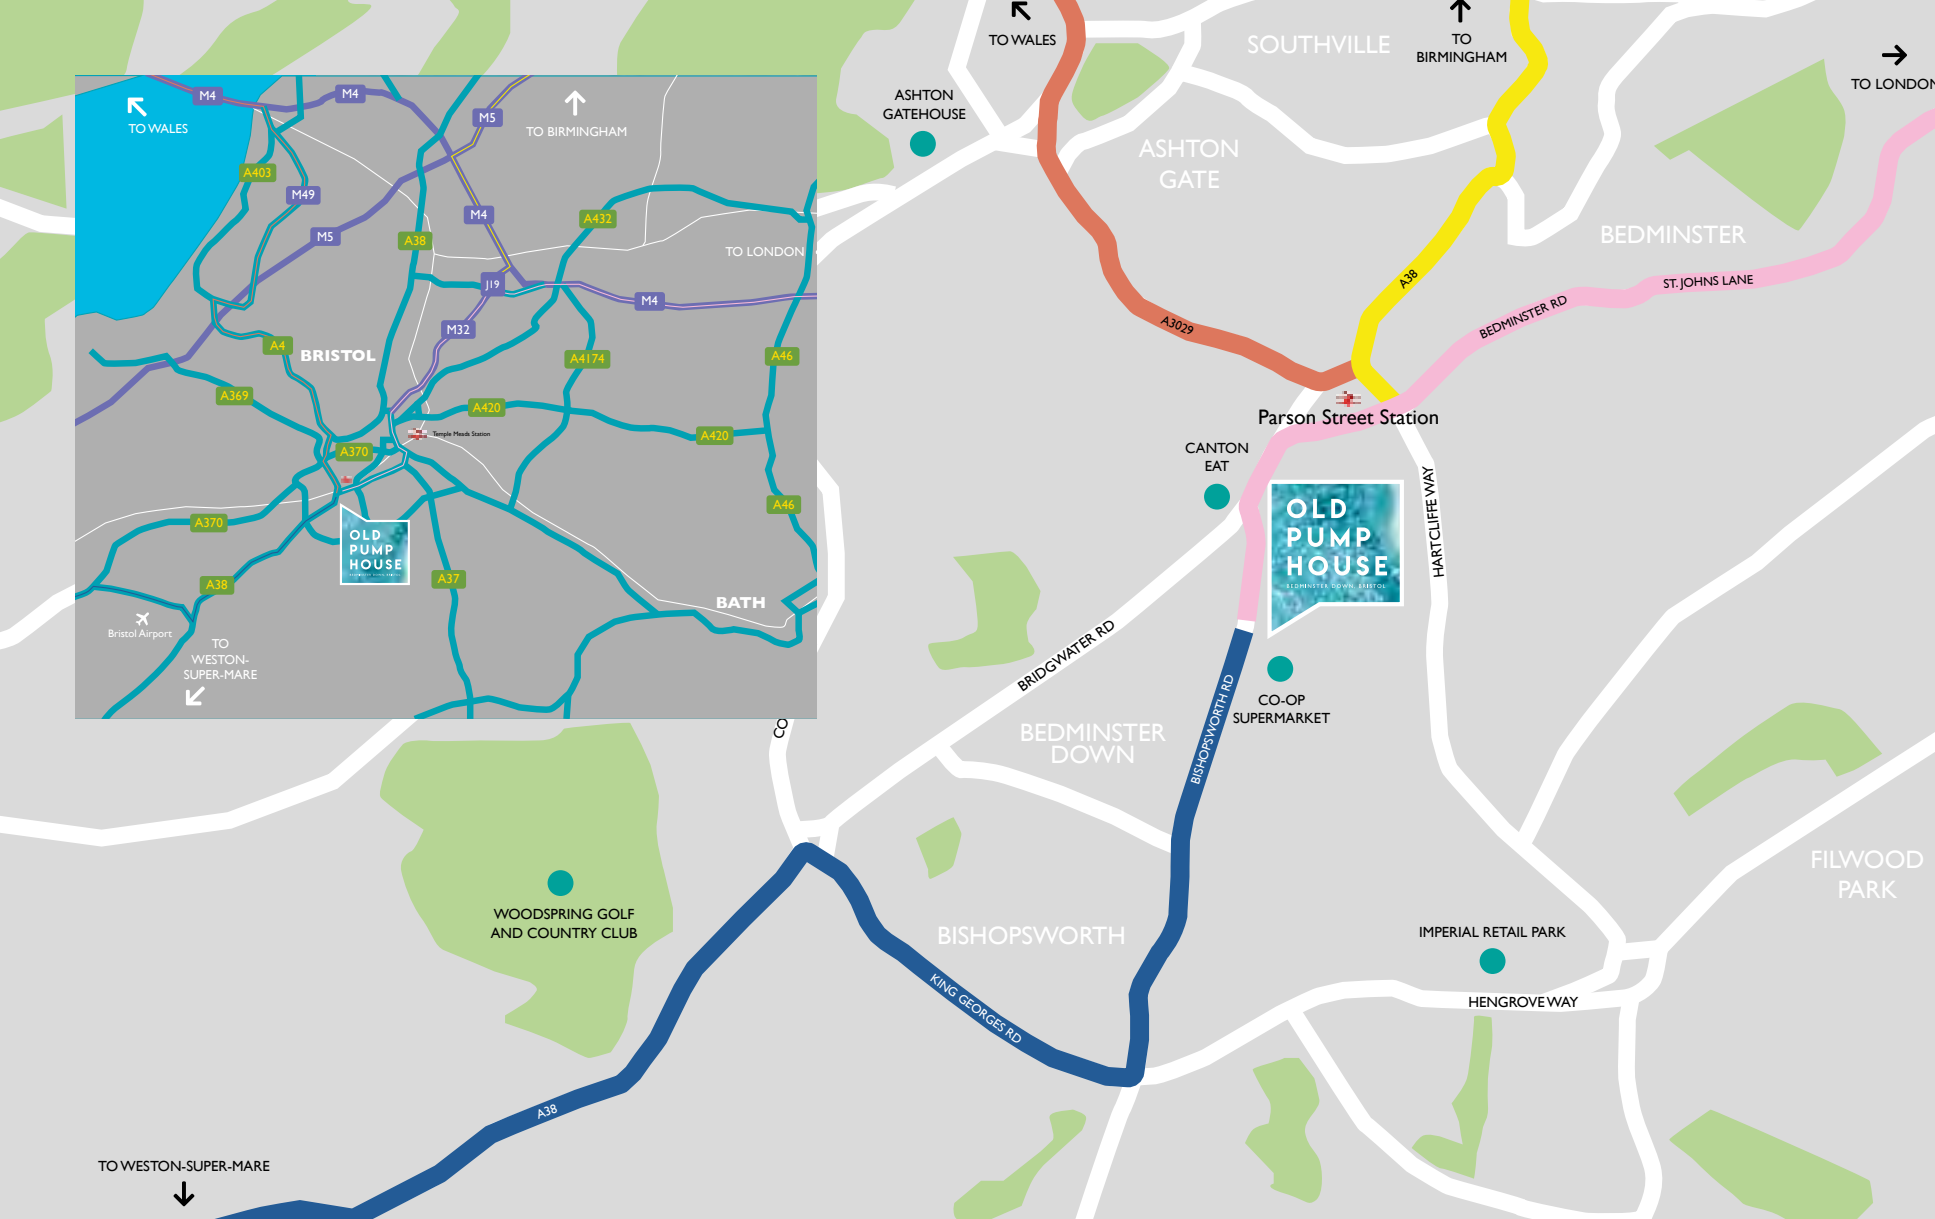 TO WALES
SOUTHVILLE
TO
BIRMINGHAM
TO LONDON
ASHTON
GATEHOUSE
ASHTON
GATE
BEDMINSTER
A38
A3029
BEDMINSTER RD
ST. JOHNS LANE
Parson Street Station
CANTON
EAT
HARTCLIFFE WAY
OLD
PUMP
HOUSE
BEDMINSTER DOWN, BRISTOL
BRIDGWATER RD
CO-OP
SUPERMARKET
BISHOPSWORTH RD
BEDMINSTER
DOWN
CO
FILWOOD
PARK
WOODSPRING GOLF
AND COUNTRY CLUB
BISHOPSWORTH
IMPERIAL RETAIL PARK
HENGROVE WAY
KING GEORGES RD
A38
TO WESTON-SUPER-MARE
M4
M4
TO WALES
M5
TO BIRMINGHAM
A403
M49
M4
A432
M5
A38
TO LONDON
J19
M4
M32
A4
BRISTOL
A4174
A46
A369
A420
Temple Meads Station
A420
A370
A46
A370
OLD
PUMP
HOUSE
A38
A37
BATH
Bristol Airport
TO
WESTON-
SUPER-MARE